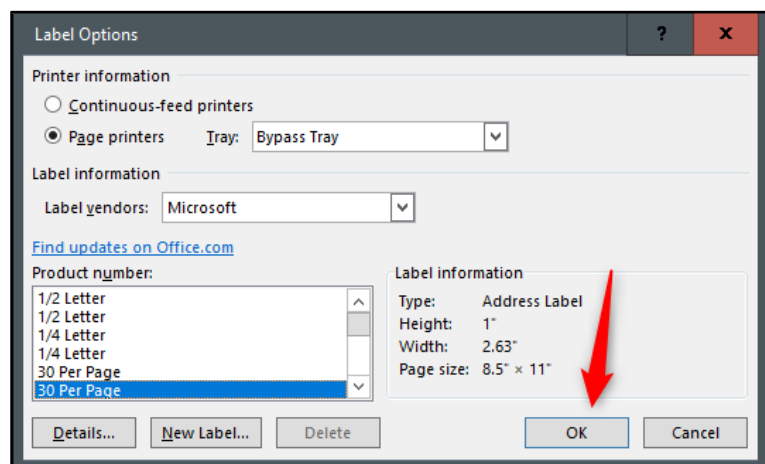 Label Options ? x
Printer information
Continuous-feed printers
Page printers Tray: Bypass Tray
Label information
Label vendors: Microsoft
Find updates on Office.com
Product number:
1/2 Letter
1/2 Letter
1/4 Letter
1/4 Letter
30 Per Page
30 Per Page
Label information
Type: Address Label
Height: 1"
Width: 2.63"
Page size: 8.5" × 11"
Details... New Label... Delete OK Cancel